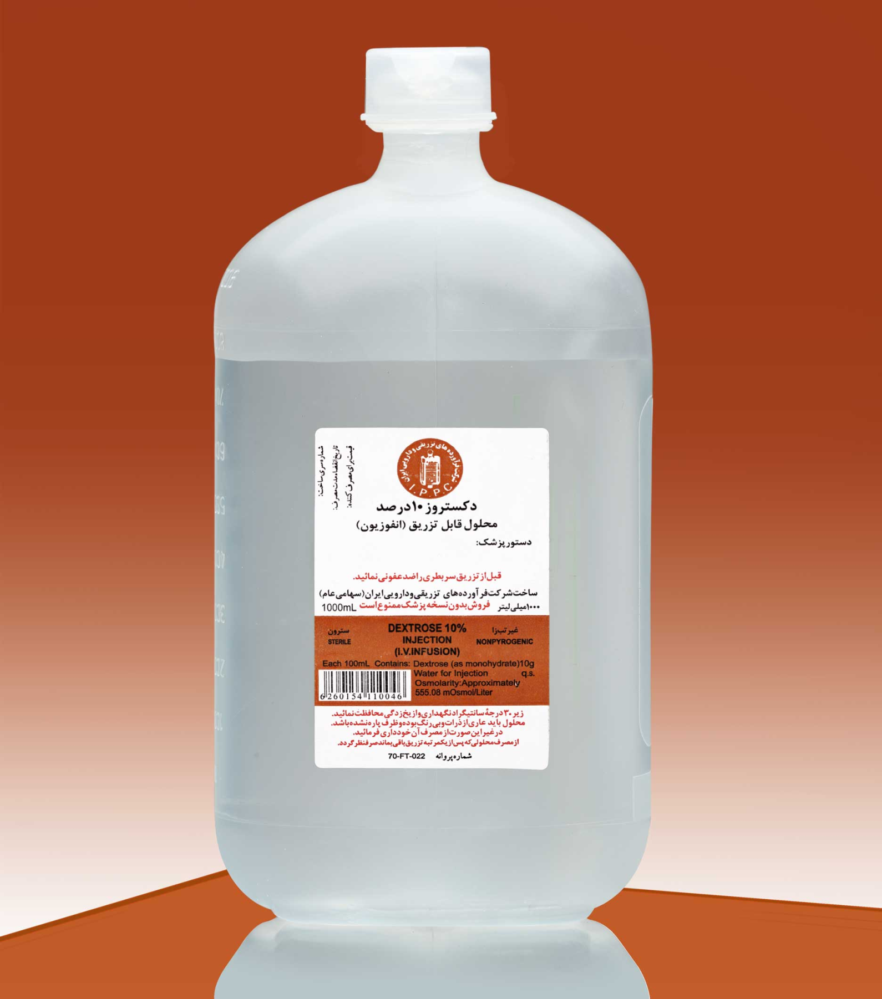 شرکت فرآورده‌های تزریقی و دارویی ایران
I.P.P.C.
شماره سری ساخت:
تاریخ انقضاء مدت مصرف:
قیمت برای مصرف کننده:
دکستروز ۱۰ درصد
محلول قابل تزریق (انفوزیون)
دستور پزشک:
قبل از تزریق سر بطری را ضدعفونی نمائید.
ساخت شرکت فرآورده‌های تزریقی و دارویی ایران (سهامی عام)
۱۰۰۰ میلی لیتر فروش بدون نسخه پزشک ممنوع است 1000mL
سترون DEXTROSE 10% غیر تب‌زا
STERILE INJECTION NONPYROGENIC
(I.V.INFUSION)
Each 100mL Contains: Dextrose (as monohydrate)10g
Water for Injection q.s.
Osmolarity:Approximately
555.08 mOsmol/Liter
6 260154 110046
زیر ۳۰ درجهٔ سانتیگراد نگهداری و از یخ زدگی محافظت نمائید.
محلول باید عاری از ذرات و بی رنگ بوده و ظرف پاره نشده باشد.
در غیر این صورت از مصرف آن خودداری فرمائید.
از مصرف محلولی که پس از یکمرتبه تزریق باقی بماند صرفنظر گردد.
شماره پروانه 70-FT-022